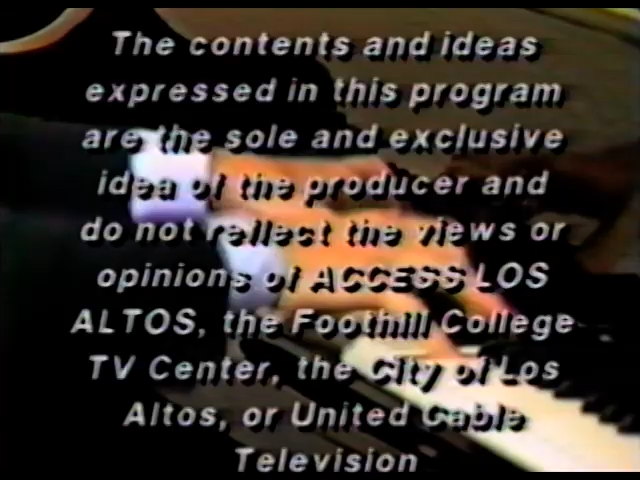 The contents and ideas
expressed in this program
are the sole and exclusive
idea of the producer and
do not reflect the views or
opinions of ACCESS LOS
ALTOS, the Foothill College
TV Center, the City of Los
Altos, or United Cable
Television